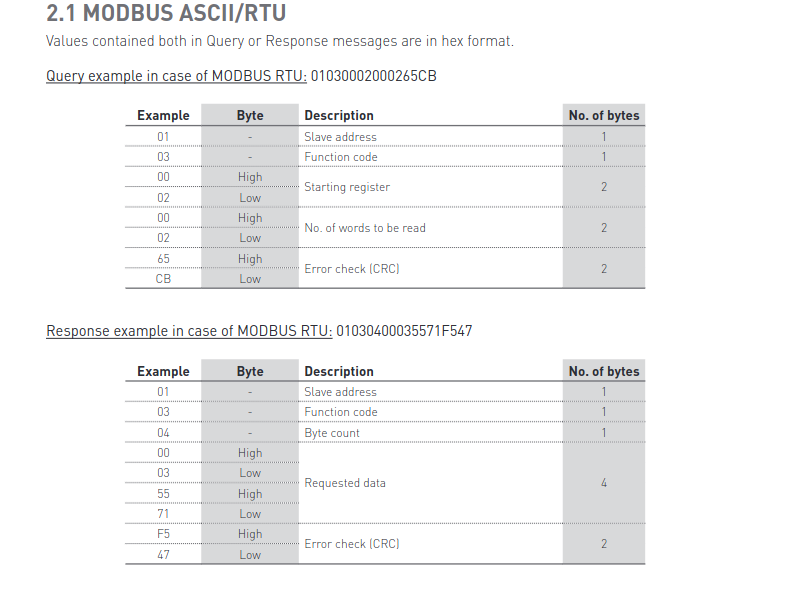 2.1 MODBUS ASCII/RTU
Values contained both in Query or Response messages are in hex format.
Query example in case of MODBUS RTU: 01030002000265CB
Example Byte Description No. of bytes
01 - Slave address 1
03 - Function code 1
00 High
Starting register 2
02 Low
00 High
No. of words to be read 2
02 Low
65 High
Error check (CRC) 2
CB Low
Response example in case of MODBUS RTU: 01030400035571F547
Example Byte Description No. of bytes
01 - Slave address 1
03 - Function code 1
04 - Byte count 1
00 High
03 Low
Requested data 4
55 High
71 Low
F5 High
Error check (CRC) 2
47 Low